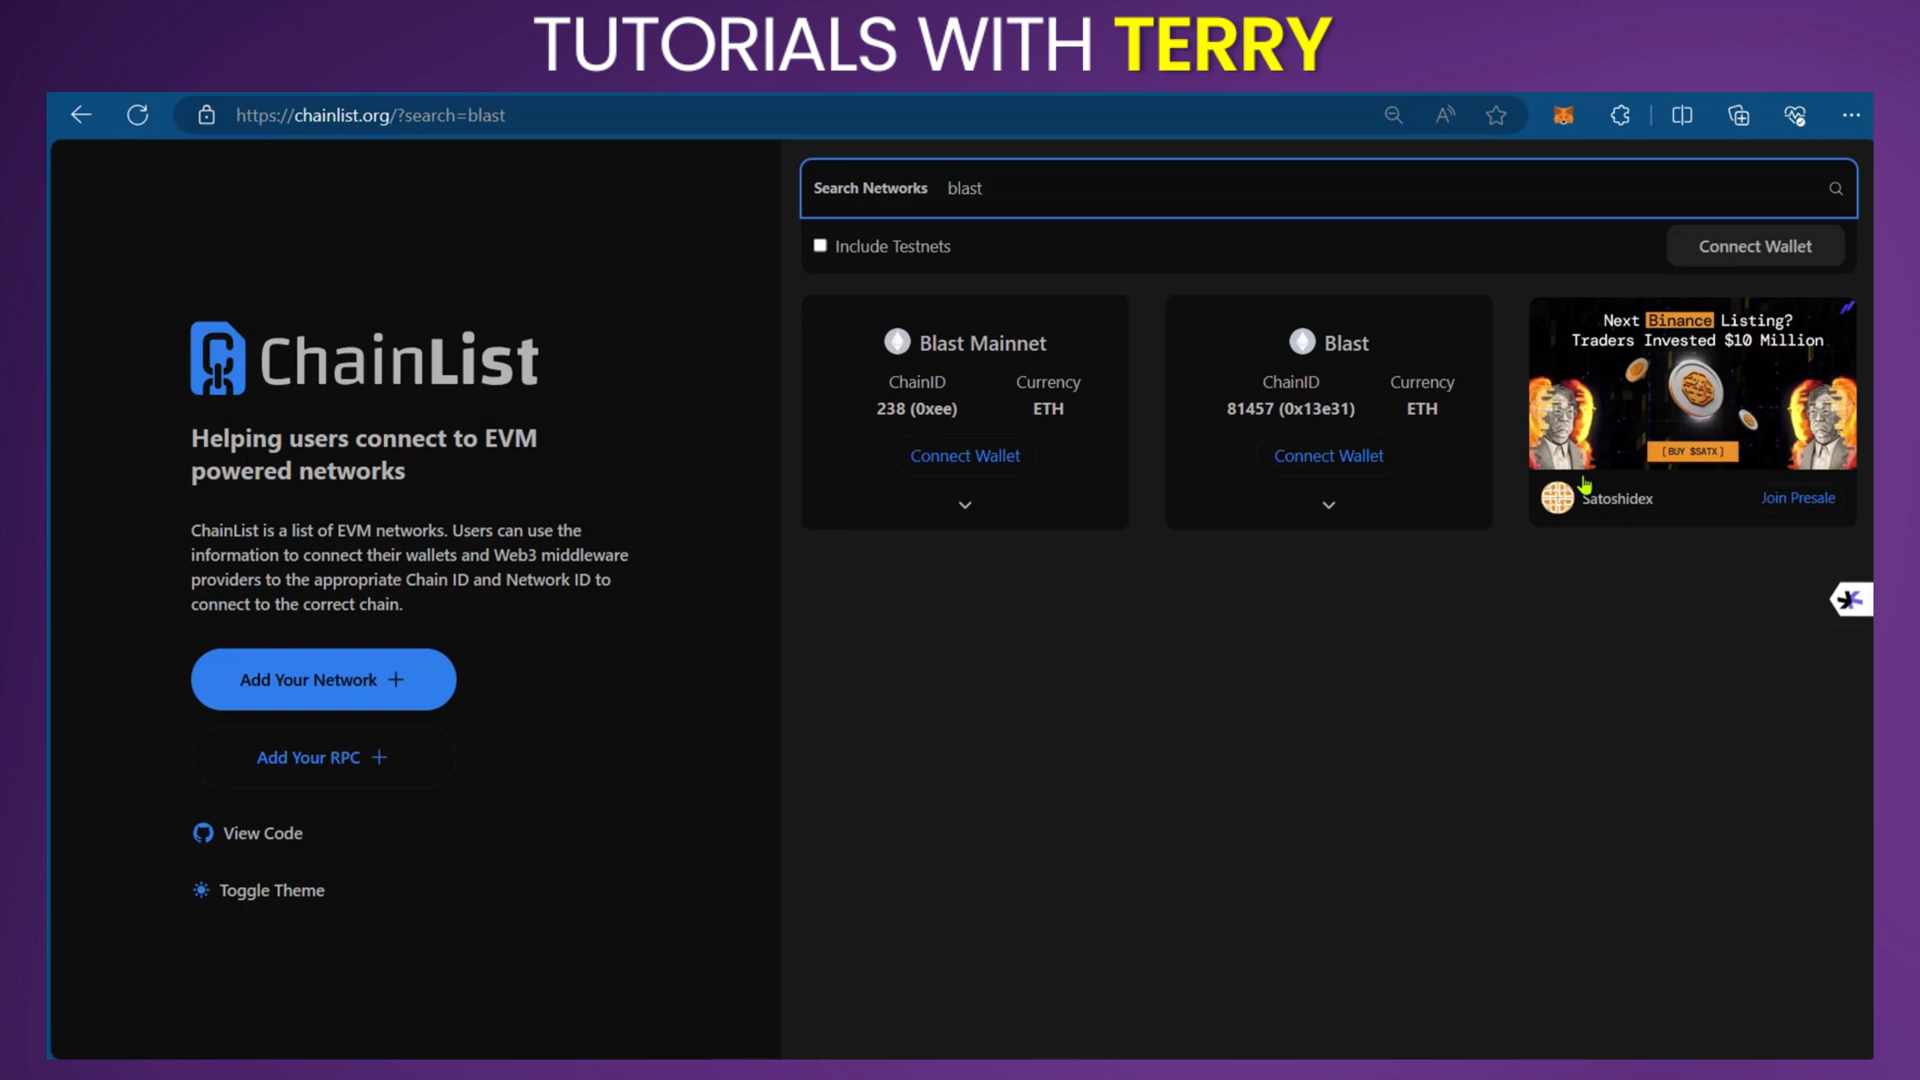 TUTORIALS WITH TERRY
https://chainlist.org/?search=blast
ChainList
Helping users connect to EVM
powered networks
ChainList is a list of EVM networks. Users can use the
information to connect their wallets and Web3 middleware
providers to the appropriate Chain ID and Network ID to
connect to the correct chain.
Add Your Network
Add Your RPC
View Code
Toggle Theme
Search Networks blast
Include Testnets
Connect Wallet
Blast Mainnet
ChainID Currency
238 (0xee) ETH
Connect Wallet
Blast
ChainID Currency
81457 (0x13e31) ETH
Connect Wallet
Next Binance Listing?
Traders Invested $10 Million
[ BUY $SATX ]
Satoshidex
Join Presale